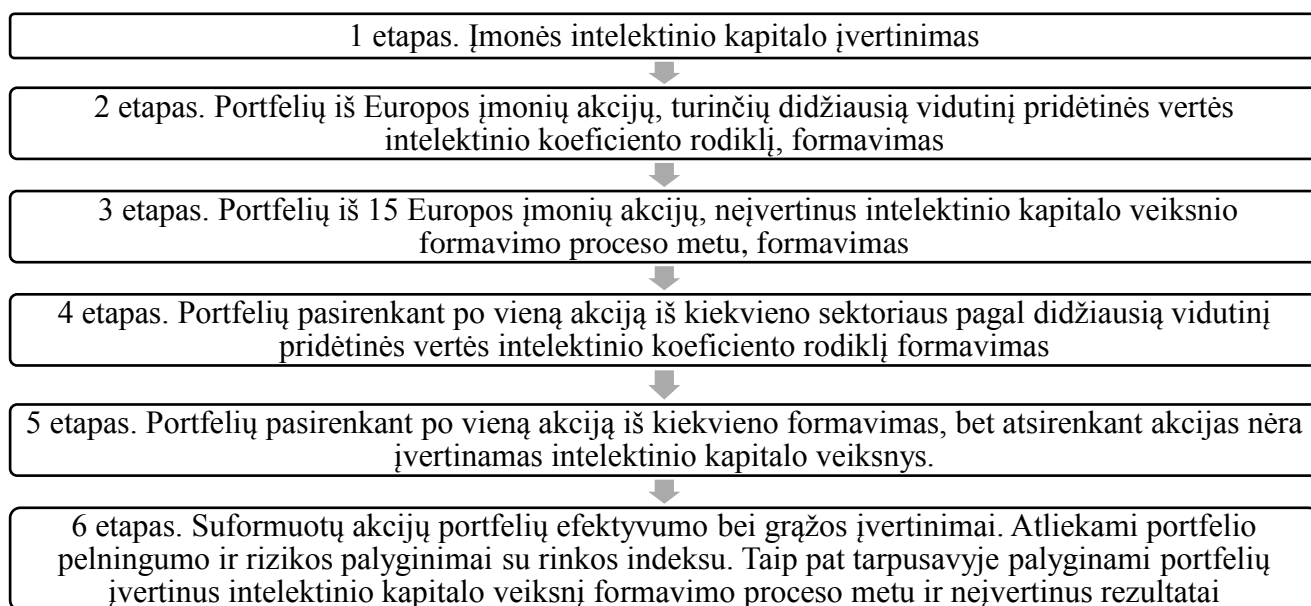 1 etapas. Įmonės intelektinio kapitalo įvertinimas
2 etapas. Portfelių iš Europos įmonių akcijų, turinčių didžiausią vidutinį pridėtinės vertės
intelektinio koeficiento rodiklį, formavimas
3 etapas. Portfelių iš 15 Europos įmonių akcijų, neįvertinus intelektinio kapitalo veiksnio
formavimo proceso metu, formavimas
4 etapas. Portfelių pasirenkant po vieną akciją iš kiekvieno sektoriaus pagal didžiausią vidutinį
pridėtinės vertės intelektinio koeficiento rodiklį formavimas
5 etapas. Portfelių pasirenkant po vieną akciją iš kiekvieno formavimas, bet atsirenkant akcijas nėra
įvertinamas intelektinio kapitalo veiksnys.
6 etapas. Suformuotų akcijų portfelių efektyvumo bei grąžos įvertinimai. Atliekami portfelio
pelningumo ir rizikos palyginimai su rinkos indeksu. Taip pat tarpusavyje palyginami portfelių
įvertinus intelektinio kapitalo veiksnį formavimo proceso metu ir neįvertinus rezultatai